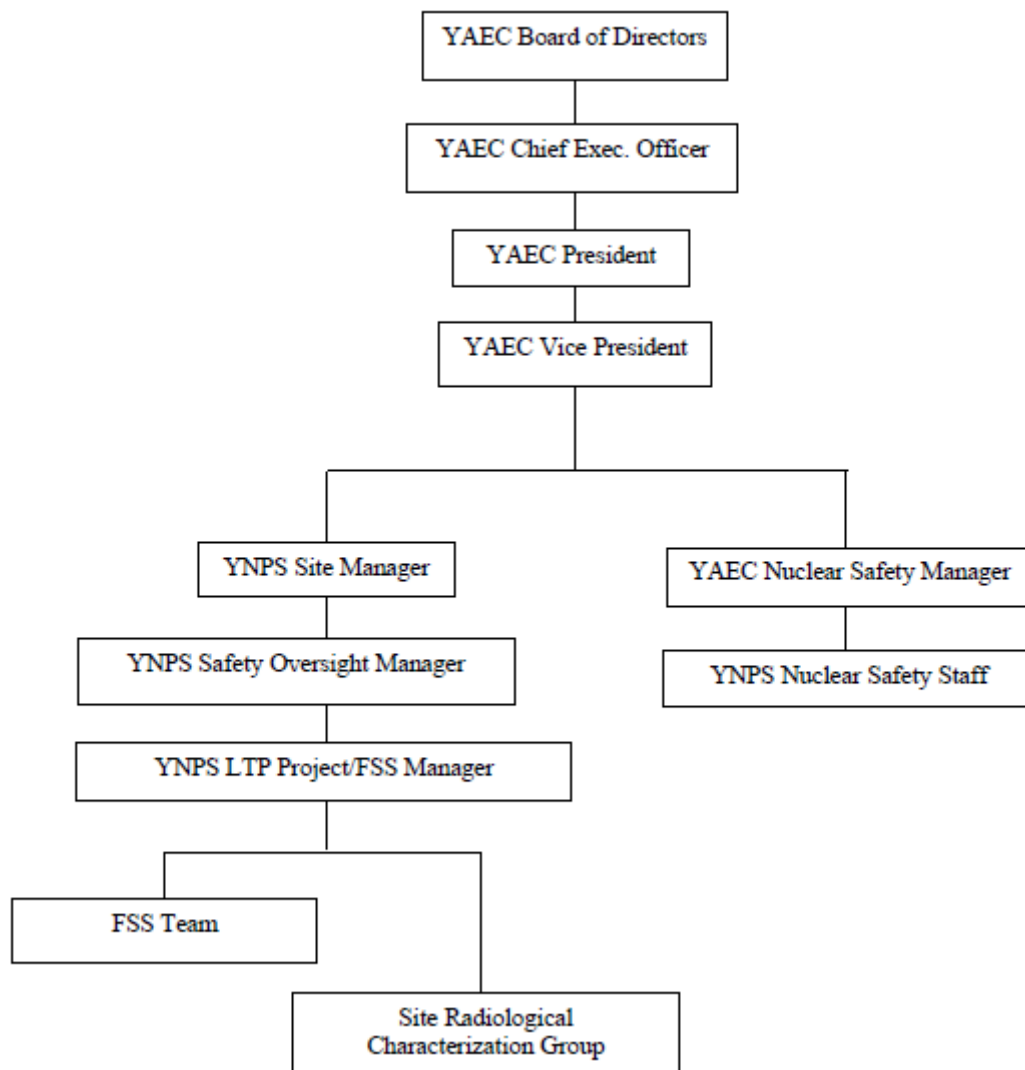 YAEC Board of Directors
YAEC Chief Exec. Officer
YAEC President
YAEC Vice President
YNPS Site Manager
YAEC Nuclear Safety Manager
YNPS Safety Oversight Manager
YNPS Nuclear Safety Staff
YNPS LTP Project/FSS Manager
FSS Team
Site Radiological
Characterization Group